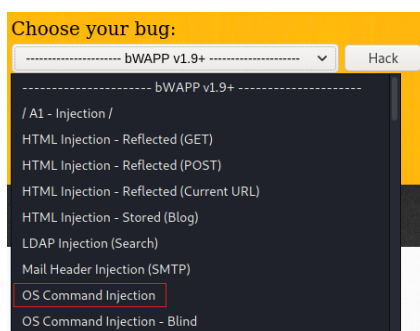 Choose your bug:
--------------------- bWAPP v1.9+ --------------------- Hack
---------------------- bWAPP v1.9+ ---------------------
/ A1 - Injection /
HTML Injection - Reflected (GET)
HTML Injection - Reflected (POST)
HTML Injection - Reflected (Current URL)
HTML Injection - Stored (Blog)
LDAP Injection (Search)
Mail Header Injection (SMTP)
OS Command Injection
OS Command Injection - Blind